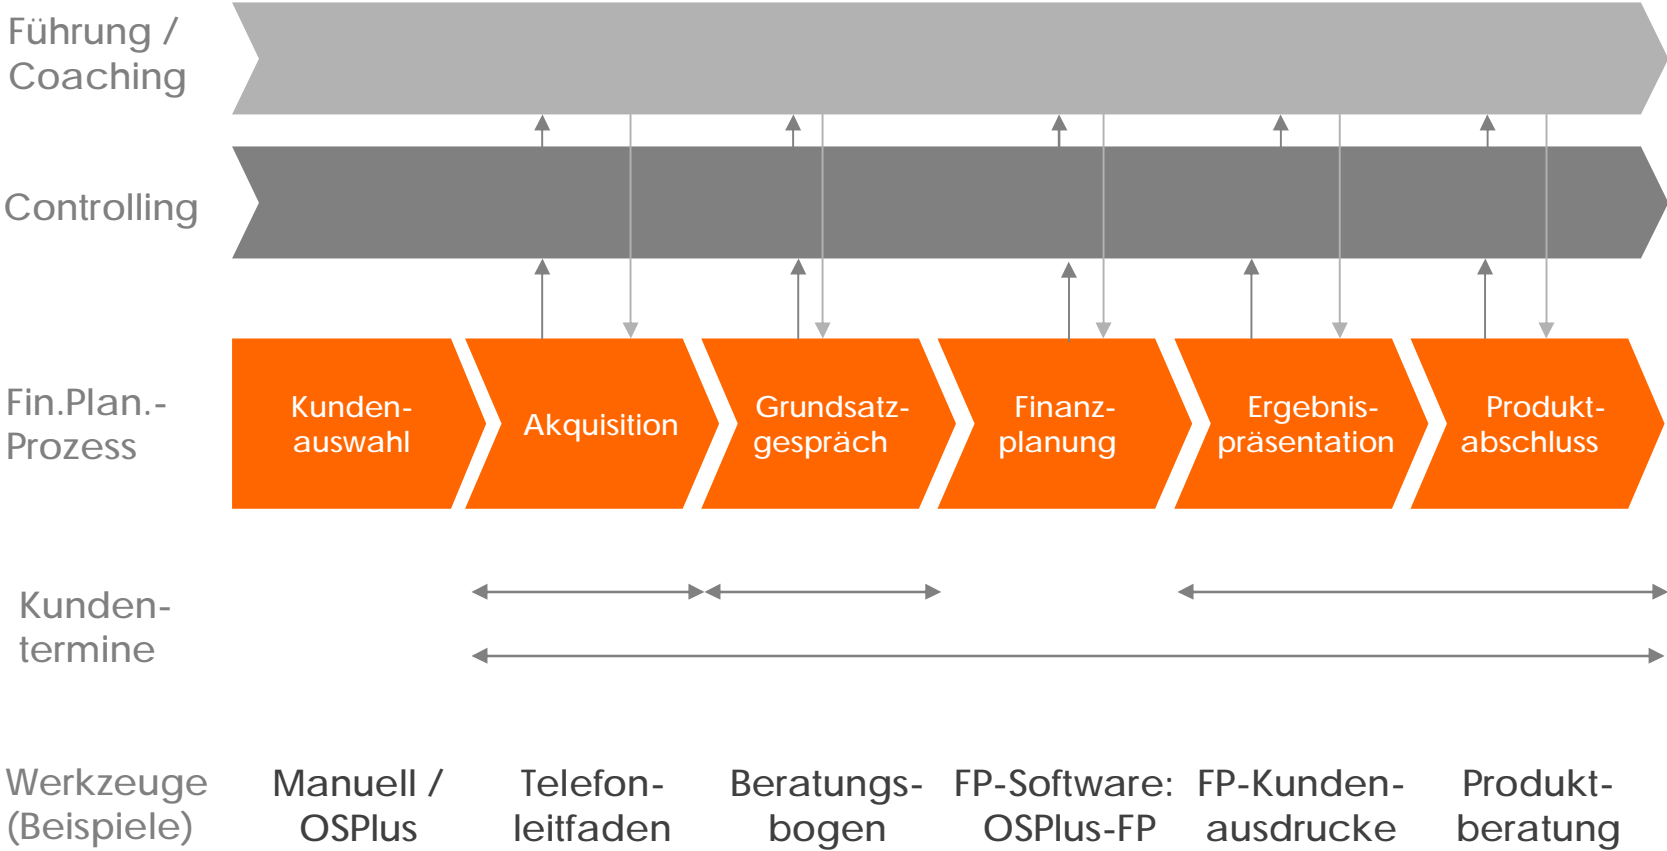 Führung /
Coaching
Controlling
Fin.Plan.-
Prozess
Kunden-
auswahl
Akquisition
Grundsatz-
gespräch
Finanz-
planung
Ergebnis-
präsentation
Produkt-
abschluss
Kunden-
termine
Werkzeuge
(Beispiele)
Manuell /
OSPlus
Telefon-
leitfaden
Beratungs-
bogen
FP-Software:
OSPlus-FP
FP-Kunden-
ausdrucke
Produkt-
beratung